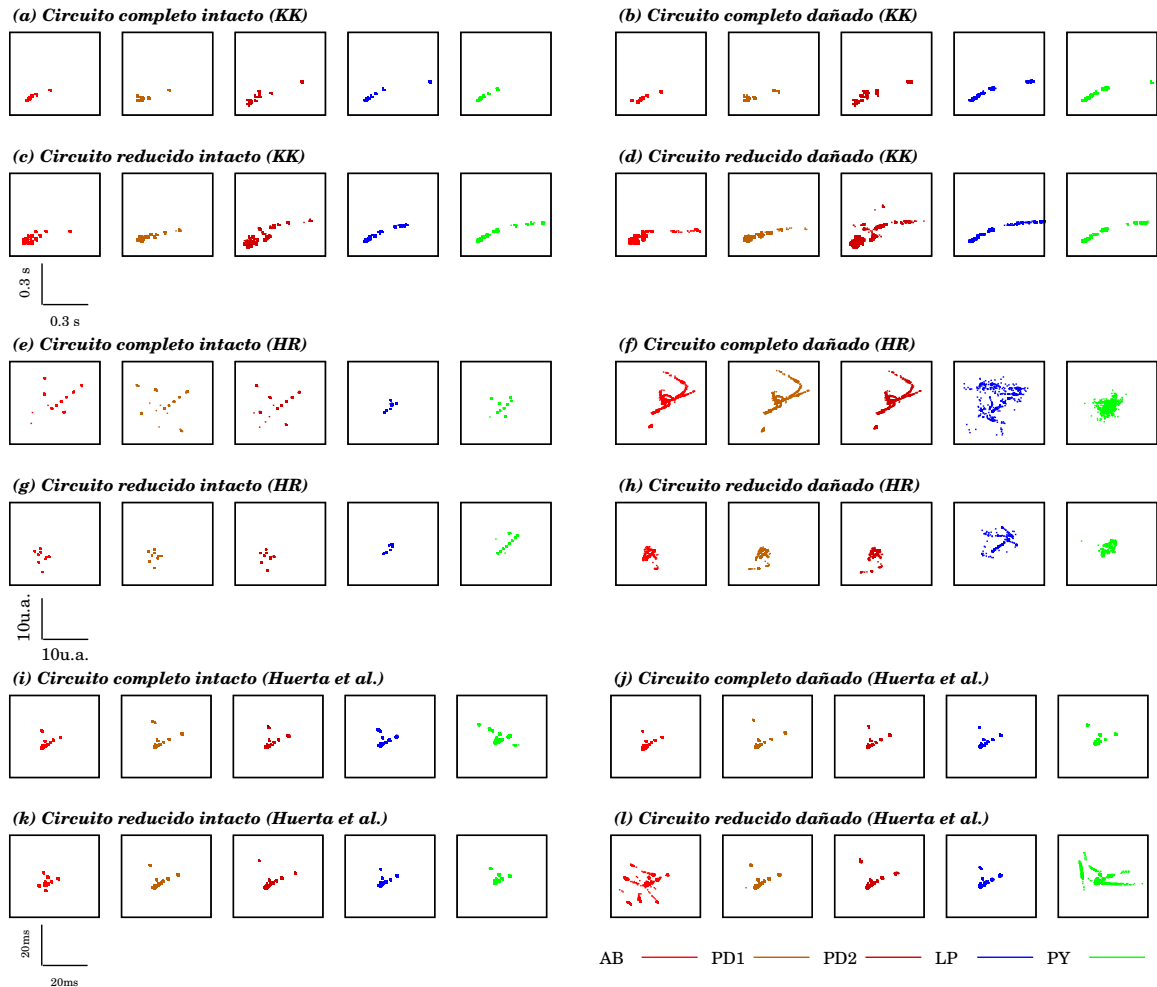 (a) Circuito completo intacto (KK)
(b) Circuito completo dañado (KK)
(c) Circuito reducido intacto (KK)
(d) Circuito reducido dañado (KK)
0.3 s
0.3 s
(e) Circuito completo intacto (HR)
(f) Circuito completo dañado (HR)
(g) Circuito reducido intacto (HR)
(h) Circuito reducido dañado (HR)
10u.a.
10u.a.
(i) Circuito completo intacto (Huerta et al.)
(j) Circuito completo dañado (Huerta et al.)
(k) Circuito reducido intacto (Huerta et al.)
(l) Circuito reducido dañado (Huerta et al.)
20ms
20ms
AB PD1 PD2 LP PY